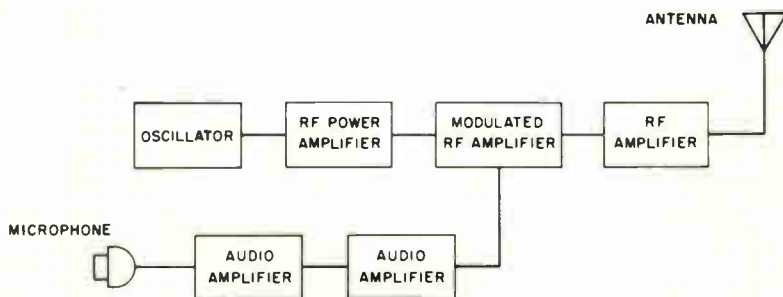 ANTENNA
OSCILLATOR
RF POWER
AMPLIFIER
MODULATED
RF AMPLIFIER
RF
AMPLIFIER
MICROPHONE
AUDIO
AMPLIFIER
AUDIO
AMPLIFIER